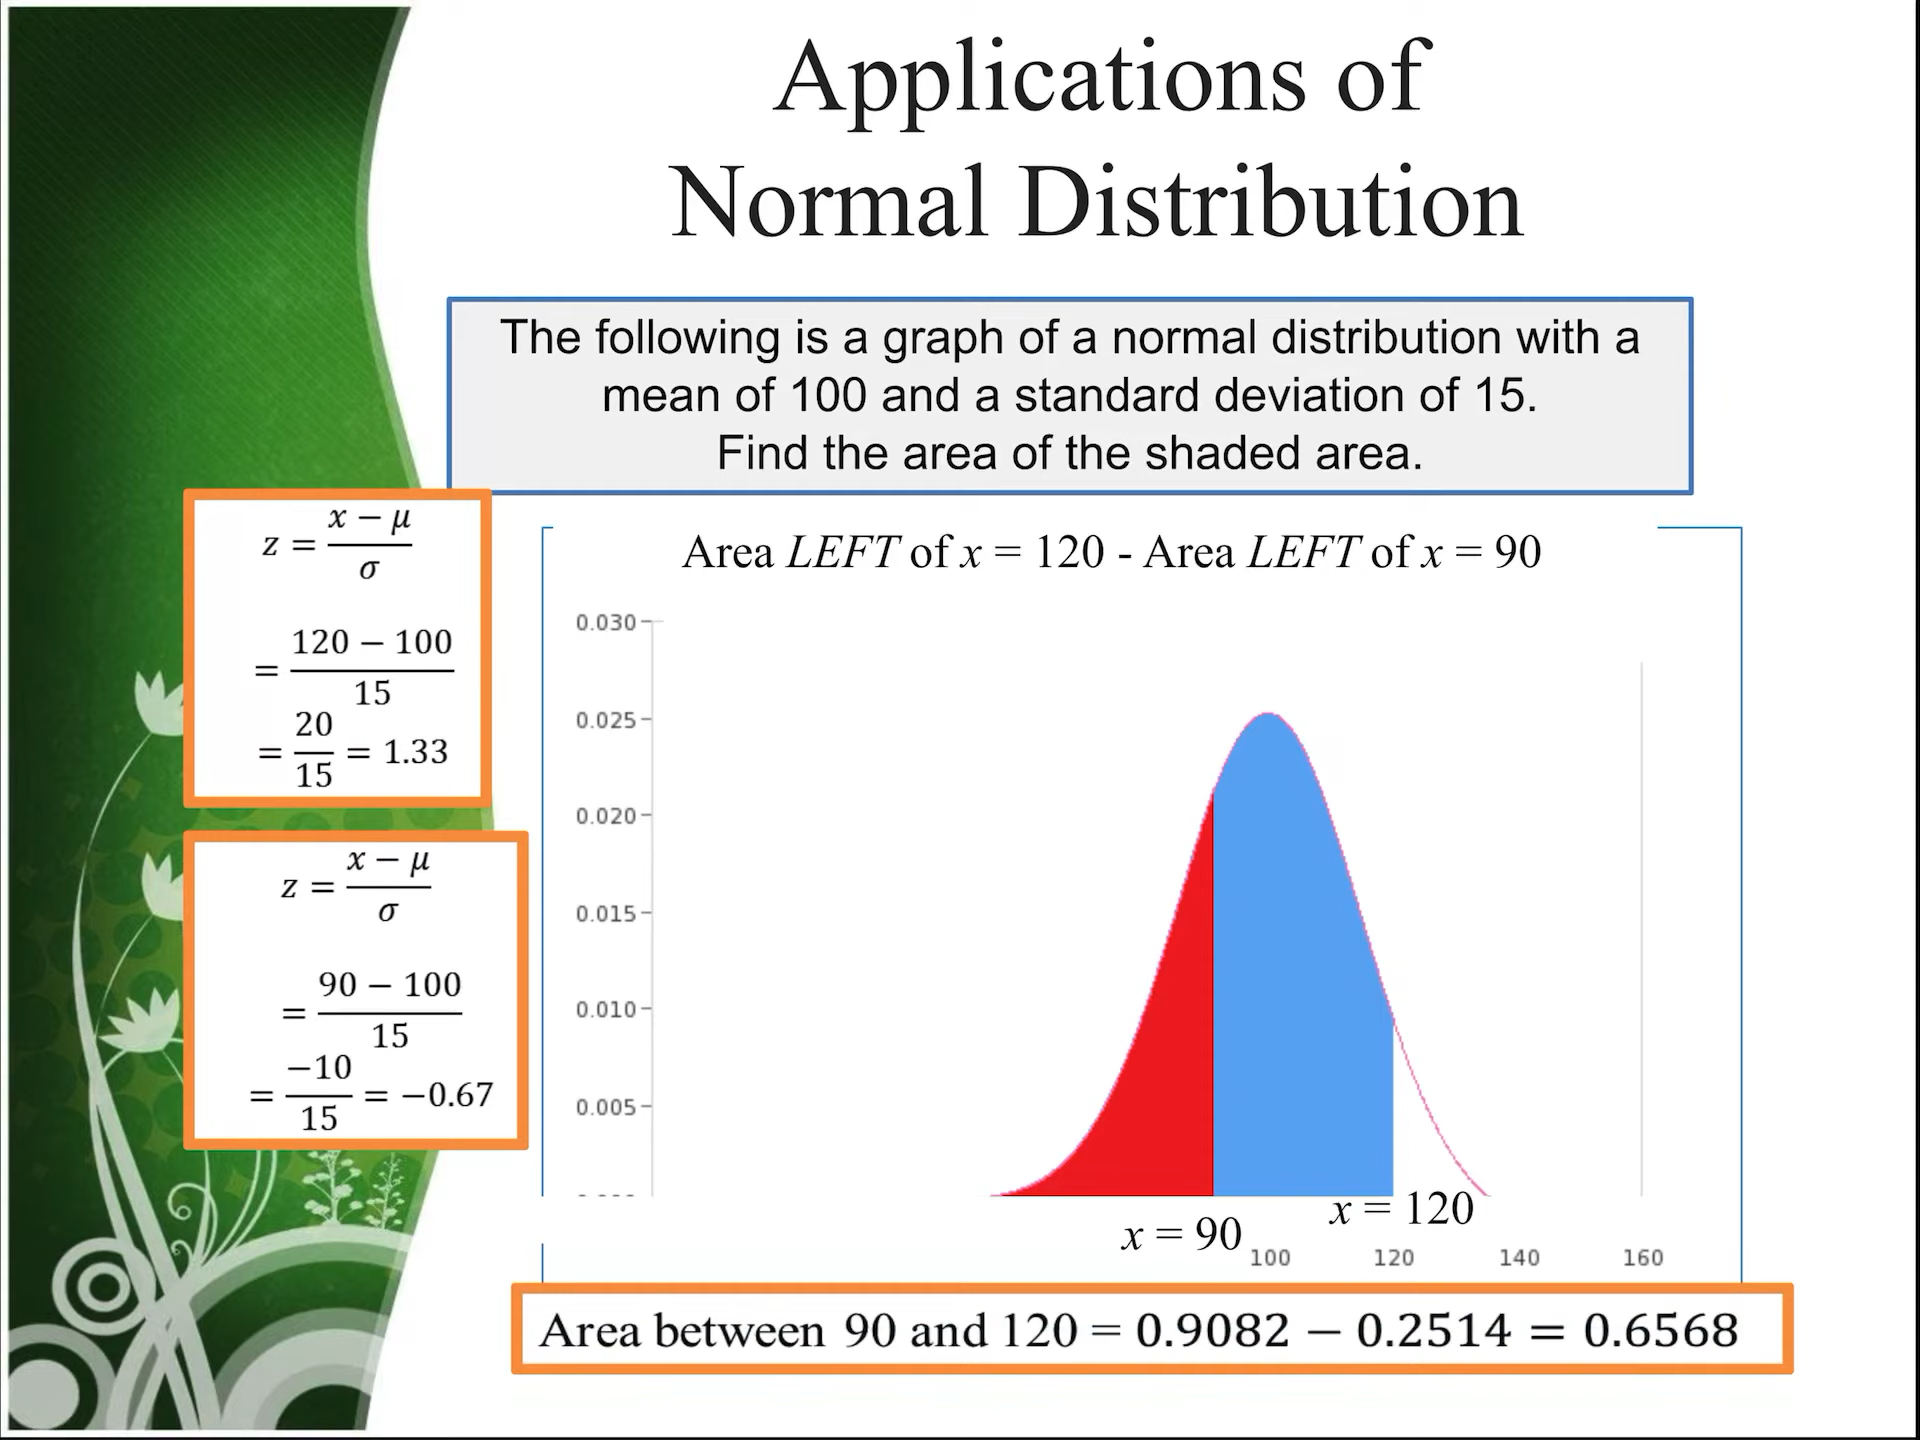 Applications of
Normal Distribution
The following is a graph of a normal distribution with a
mean of 100 and a standard deviation of 15.
Find the area of the shaded area.
z = (x − μ)/σ
= (120 − 100)/15
= 20/15 = 1.33
z = (x − μ)/σ
= (90 − 100)/15
= −10/15 = −0.67
Area LEFT of x = 120 - Area LEFT of x = 90
0.030
0.025
0.020
0.015
0.010
0.005
x = 90
x = 120
100 120 140 160
Area between 90 and 120 = 0.9082 − 0.2514 = 0.6568